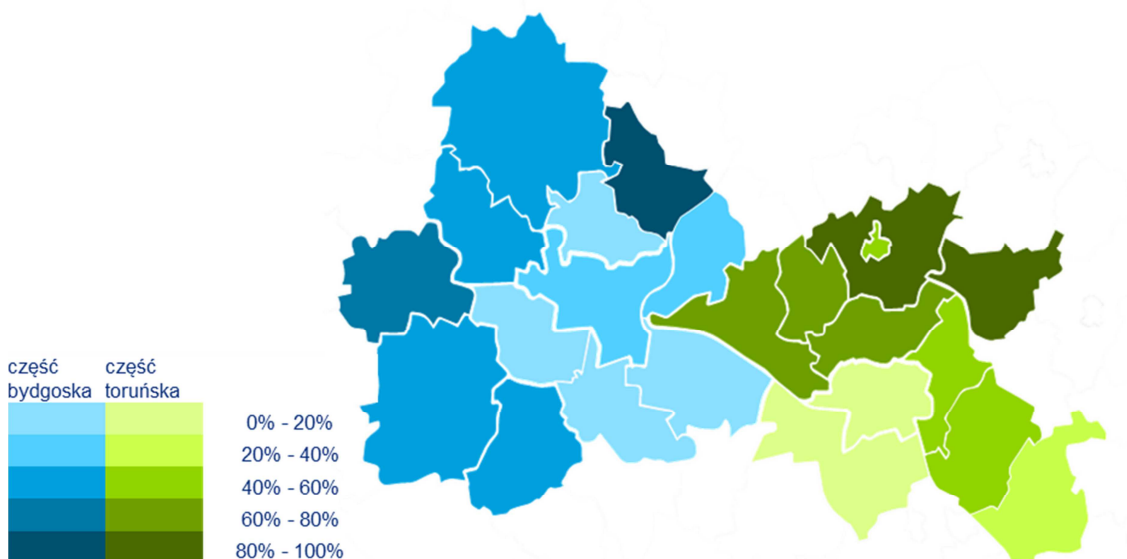 część część
bydgoska toruńska
0% - 20%
20% - 40%
40% - 60%
60% - 80%
80% - 100%